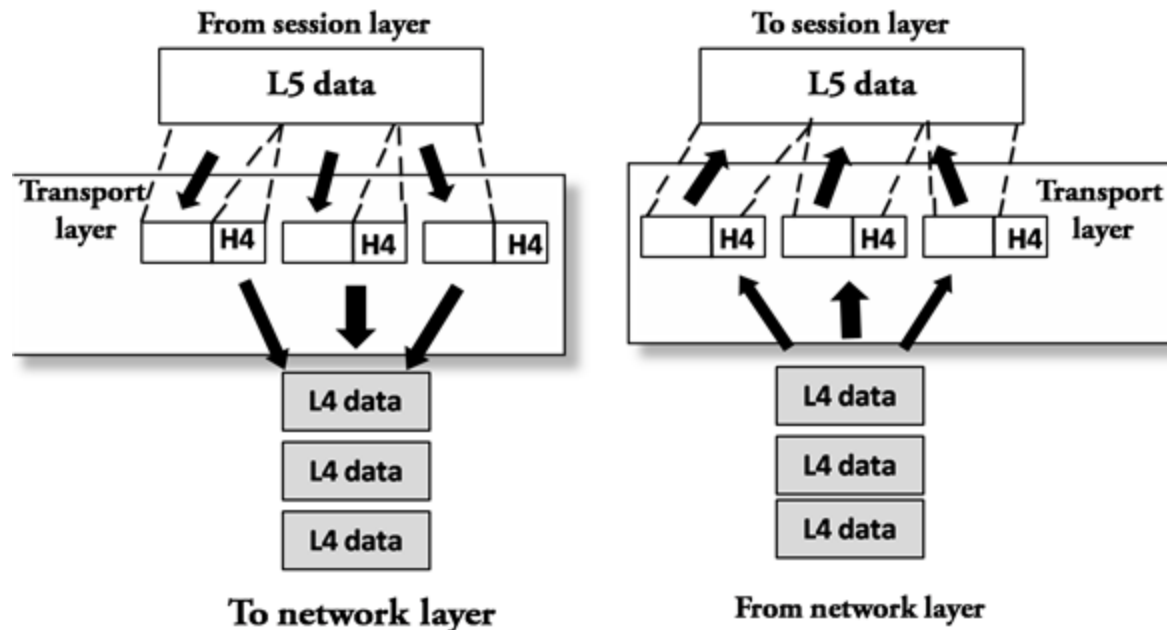 From session layer
L5 data
Transport
layer
H4
H4
H4
L4 data
L4 data
L4 data
To network layer
To session layer
L5 data
Transport
layer
H4
H4
H4
L4 data
L4 data
L4 data
From network layer